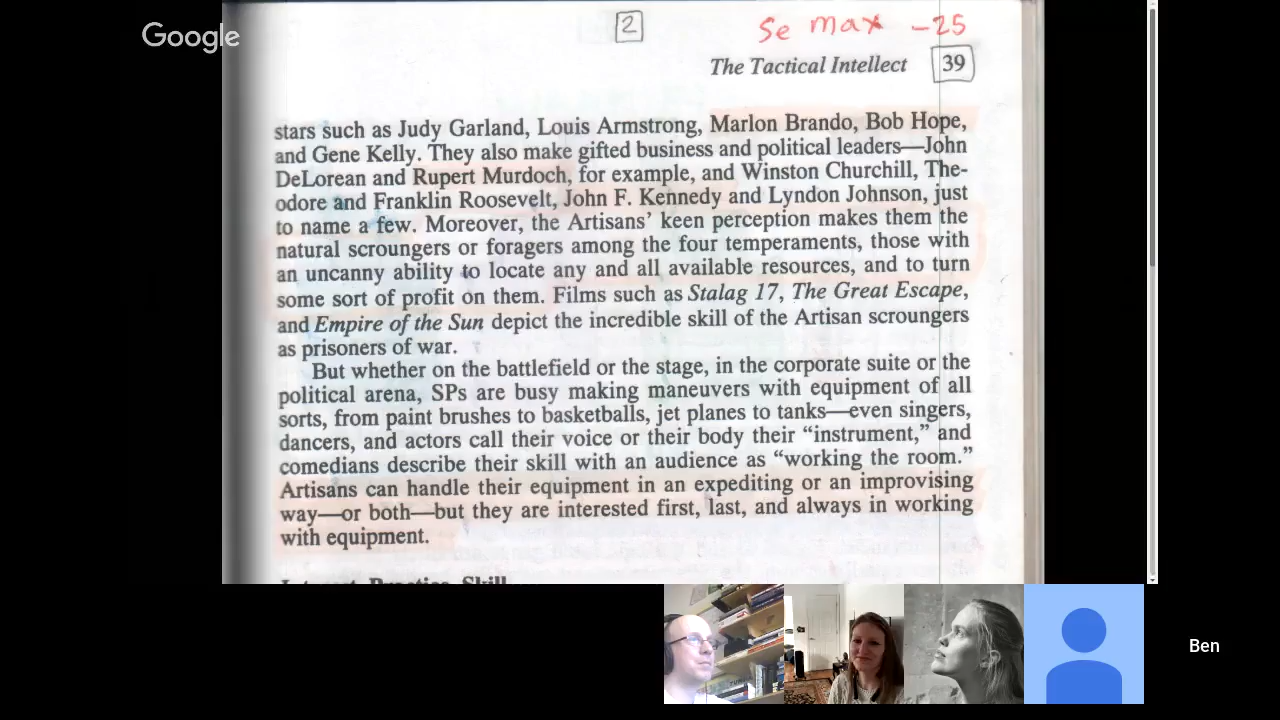 Google
2
Se max -25
The Tactical Intellect 39
stars such as Judy Garland, Louis Armstrong, Marlon Brando, Bob Hope,
and Gene Kelly. They also make gifted business and political leaders—John
DeLorean and Rupert Murdoch, for example, and Winston Churchill, The-
odore and Franklin Roosevelt, John F. Kennedy and Lyndon Johnson, just
to name a few. Moreover, the Artisans' keen perception makes them the
natural scroungers or foragers among the four temperaments, those with
an uncanny ability to locate any and all available resources, and to turn
some sort of profit on them. Films such as Stalag 17, The Great Escape,
and Empire of the Sun depict the incredible skill of the Artisan scroungers
as prisoners of war.
But whether on the battlefield or the stage, in the corporate suite or the
political arena, SPs are busy making maneuvers with equipment of all
sorts, from paint brushes to basketballs, jet planes to tanks—even singers,
dancers, and actors call their voice or their body their “instrument,” and
comedians describe their skill with an audience as “working the room.”
Artisans can handle their equipment in an expediting or an improvising
way—or both—but they are interested first, last, and always in working
with equipment.
Interest, Practice, Skill
Ben